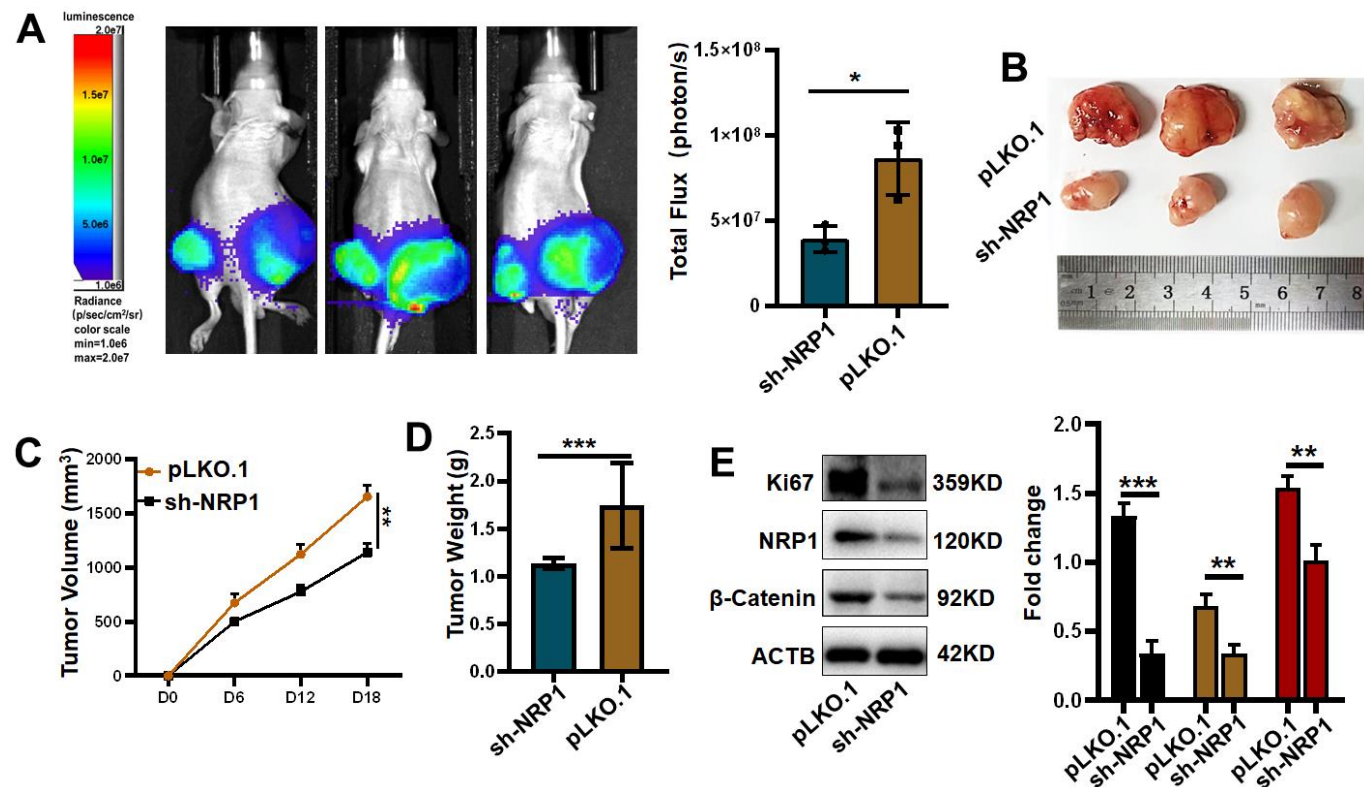 A
luminescence
2.0e7
1.5e7
1.0e7
5.0e6
1.0e6
Radiance
(p/sec/cm²/sr)
color scale
min=1.0e6
max=2.0e7
Total Flux (photon/s)
1.5×10⁸
1×10⁸
5×10⁷
0
*
sh-NRP1
pLKO.1
B
pLKO.1
sh-NRP1
1 2 3 4 5 6 7 8
C
Tumor Volume (mm³)
2000
1500
1000
500
0
pLKO.1
sh-NRP1
**
D0 D6 D12 D18
D
Tumor Weight (g)
2.5
2.0
1.5
1.0
0.5
0.0
***
sh-NRP1
pLKO.1
E
Ki67 359KD
NRP1 120KD
β-Catenin 92KD
ACTB 42KD
pLKO.1
sh-NRP1
Fold change
2.0
1.5
1.0
0.5
0.0
***
**
**
pLKO.1
sh-NRP1
pLKO.1
sh-NRP1
pLKO.1
sh-NRP1